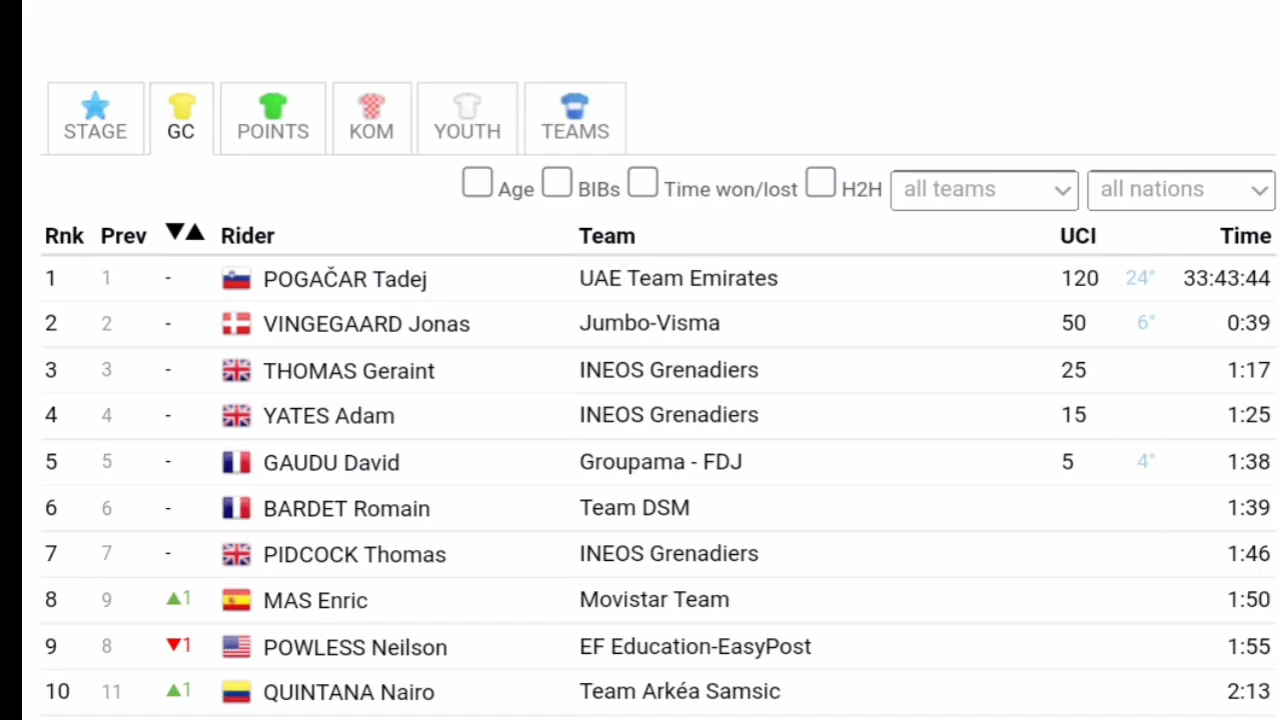 STAGE GC POINTS KOM YOUTH TEAMS
Age BIBs Time won/lost H2H all teams all nations
Rnk Prev ▼▲ Rider Team UCI Time
1 1 - POGAČAR Tadej UAE Team Emirates 120 24" 33:43:44
2 2 - VINGEGAARD Jonas Jumbo-Visma 50 6" 0:39
3 3 - THOMAS Geraint INEOS Grenadiers 25 1:17
4 4 - YATES Adam INEOS Grenadiers 15 1:25
5 5 - GAUDU David Groupama - FDJ 5 4" 1:38
6 6 - BARDET Romain Team DSM 1:39
7 7 - PIDCOCK Thomas INEOS Grenadiers 1:46
8 9 ▲1 MAS Enric Movistar Team 1:50
9 8 ▼1 POWLESS Neilson EF Education-EasyPost 1:55
10 11 ▲1 QUINTANA Nairo Team Arkéa Samsic 2:13